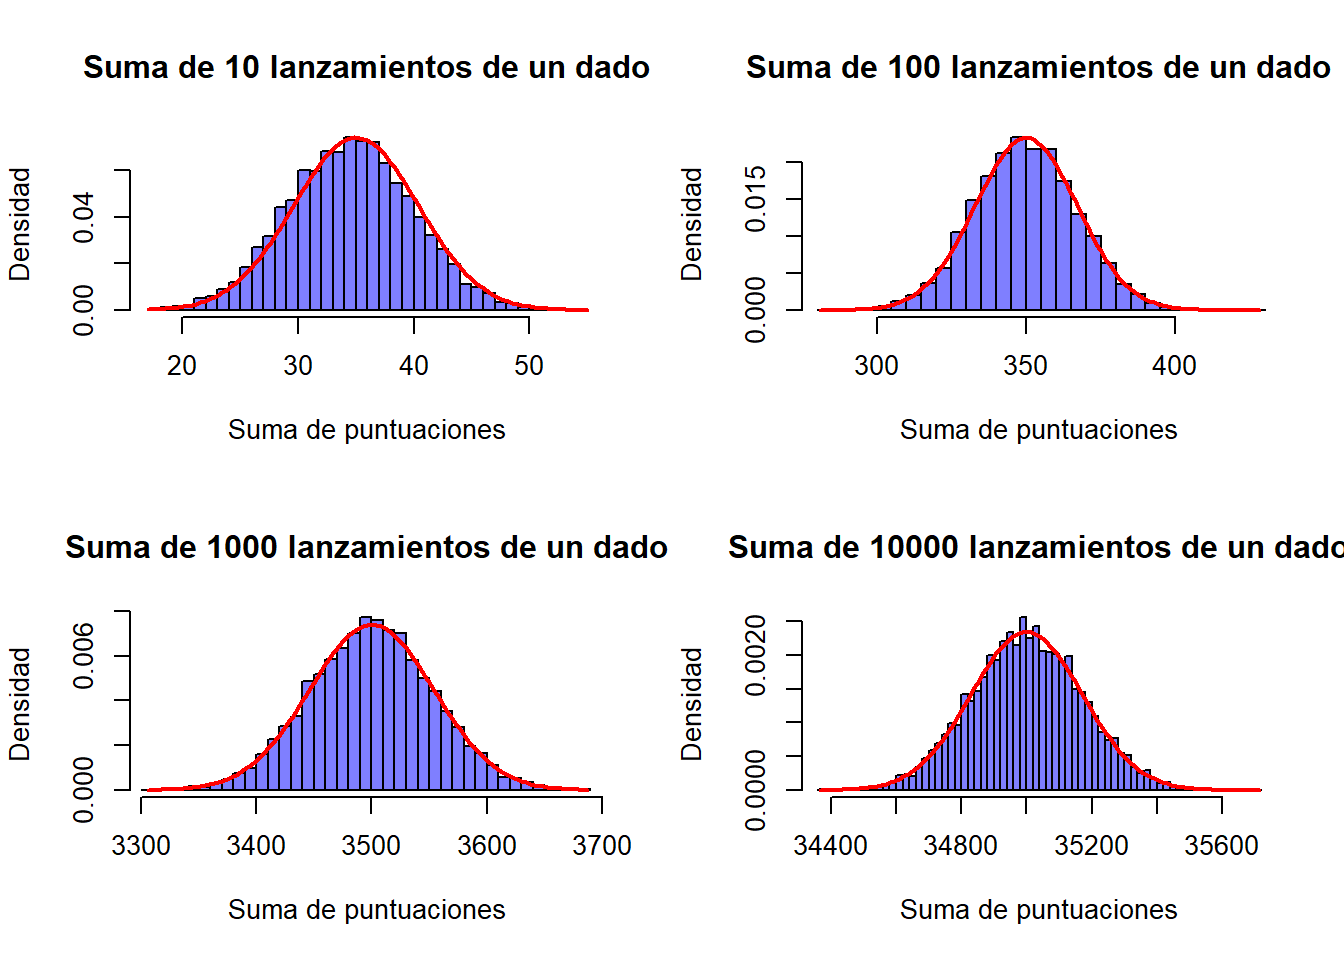 Suma de 10 lanzamientos de un dado
Densidad
0.04
0.00
20 30 40 50
Suma de puntuaciones
Suma de 100 lanzamientos de un dado
Densidad
0.015
0.000
300 350 400
Suma de puntuaciones
Suma de 1000 lanzamientos de un dado
Densidad
0.006
0.000
3300 3400 3500 3600 3700
Suma de puntuaciones
Suma de 10000 lanzamientos de un dado
Densidad
0.0020
0.0000
34400 34800 35200 35600
Suma de puntuaciones